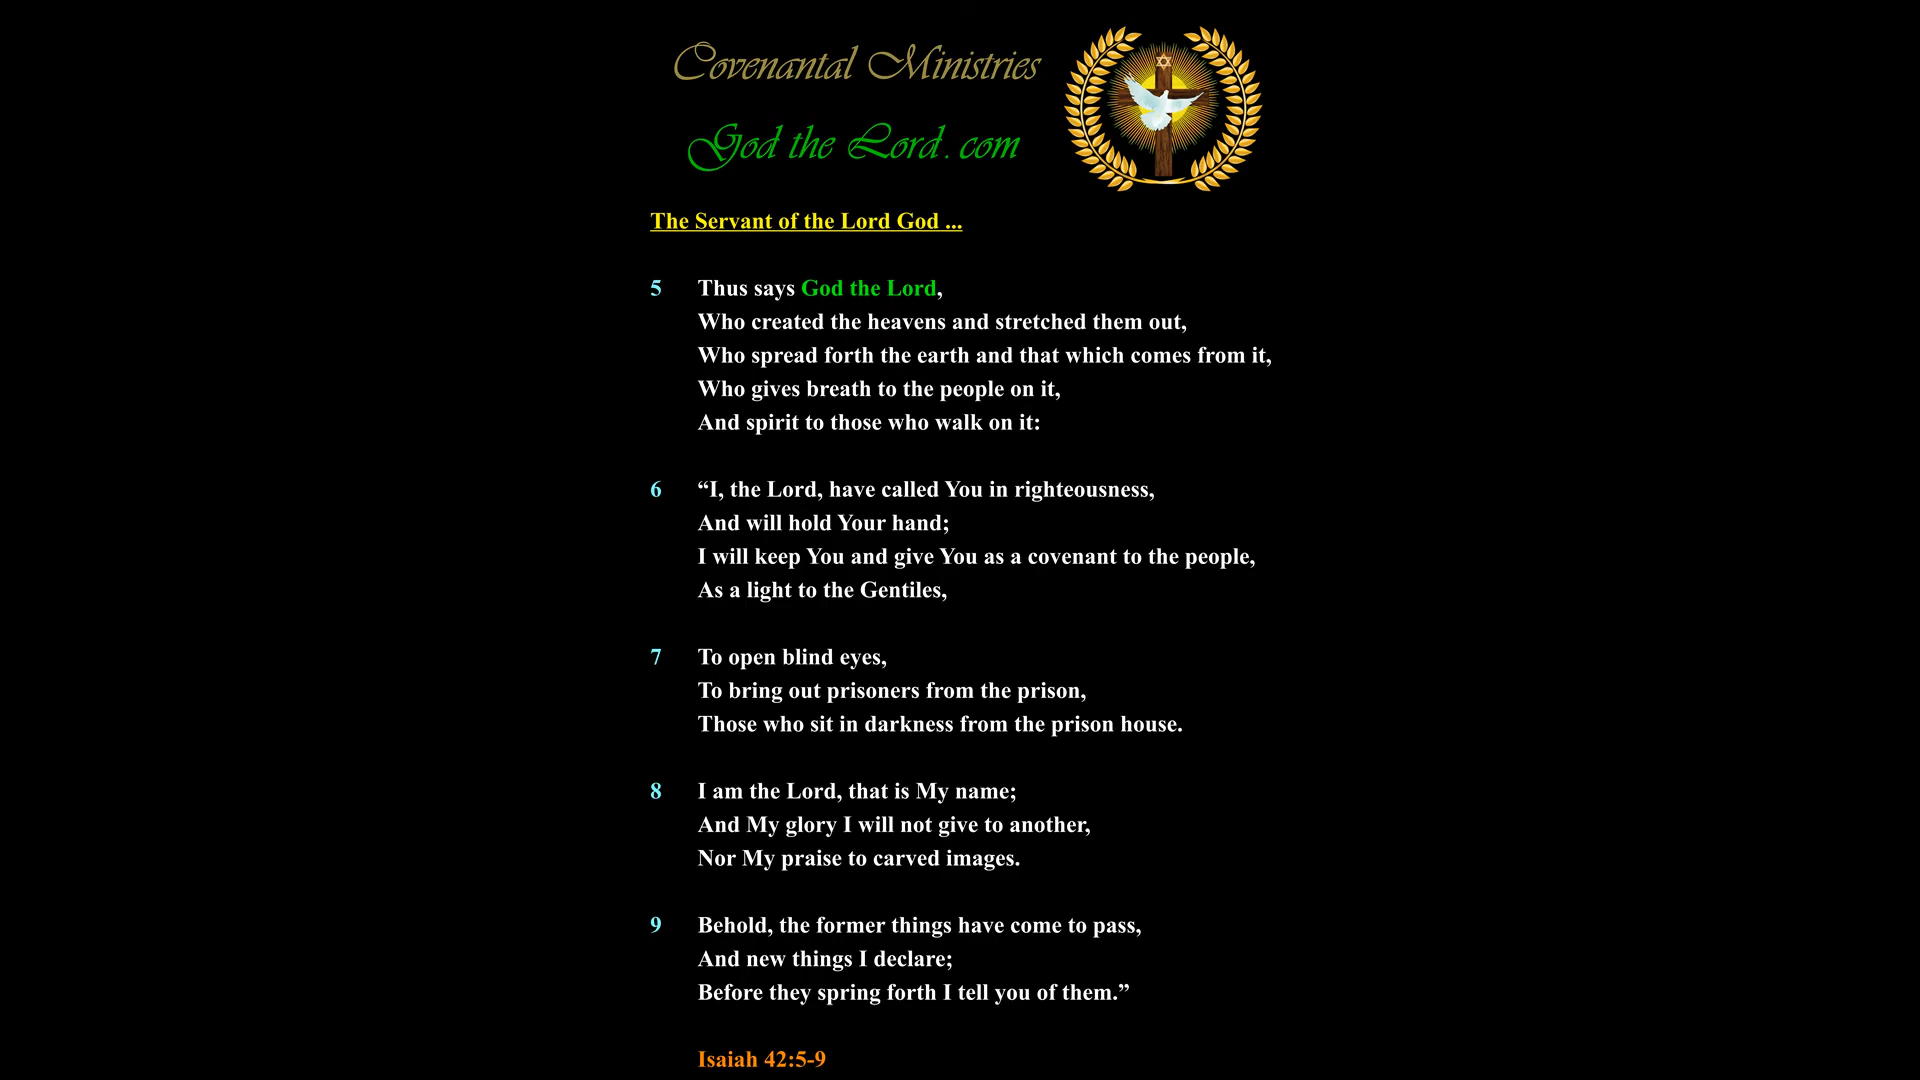 Covenantal Ministries
God the Lord . com
The Servant of the Lord God ...
5 Thus says God the Lord,
Who created the heavens and stretched them out,
Who spread forth the earth and that which comes from it,
Who gives breath to the people on it,
And spirit to those who walk on it:
6 “I, the Lord, have called You in righteousness,
And will hold Your hand;
I will keep You and give You as a covenant to the people,
As a light to the Gentiles,
7 To open blind eyes,
To bring out prisoners from the prison,
Those who sit in darkness from the prison house.
8 I am the Lord, that is My name;
And My glory I will not give to another,
Nor My praise to carved images.
9 Behold, the former things have come to pass,
And new things I declare;
Before they spring forth I tell you of them.”
Isaiah 42:5-9